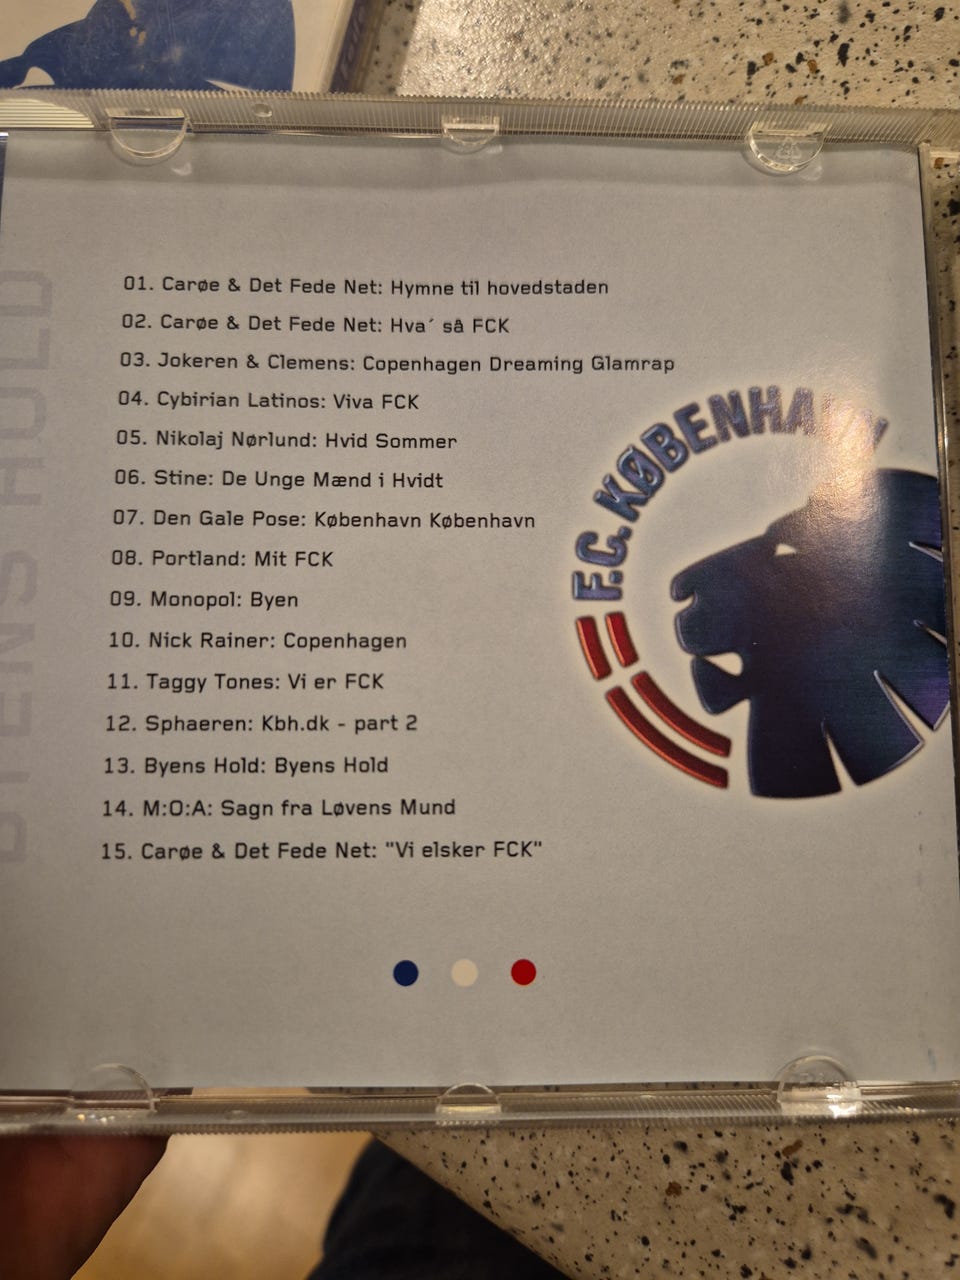 01. Carøe & Det Fede Net: Hymne til hovedstaden
02. Carøe & Det Fede Net: Hva´ så FCK
03. Jokeren & Clemens: Copenhagen Dreaming Glamrap
04. Cybirian Latinos: Viva FCK
05. Nikolaj Nørlund: Hvid Sommer
06. Stine: De Unge Mænd i Hvidt
07. Den Gale Pose: København København
08. Portland: Mit FCK
09. Monopol: Byen
10. Nick Rainer: Copenhagen
11. Taggy Tones: Vi er FCK
12. Sphaeren: Kbh.dk - part 2
13. Byens Hold: Byens Hold
14. M:O:A: Sagn fra Løvens Mund
15. Carøe & Det Fede Net: "Vi elsker FCK"
F.C. KØBENHAVN
BYENS HOLD